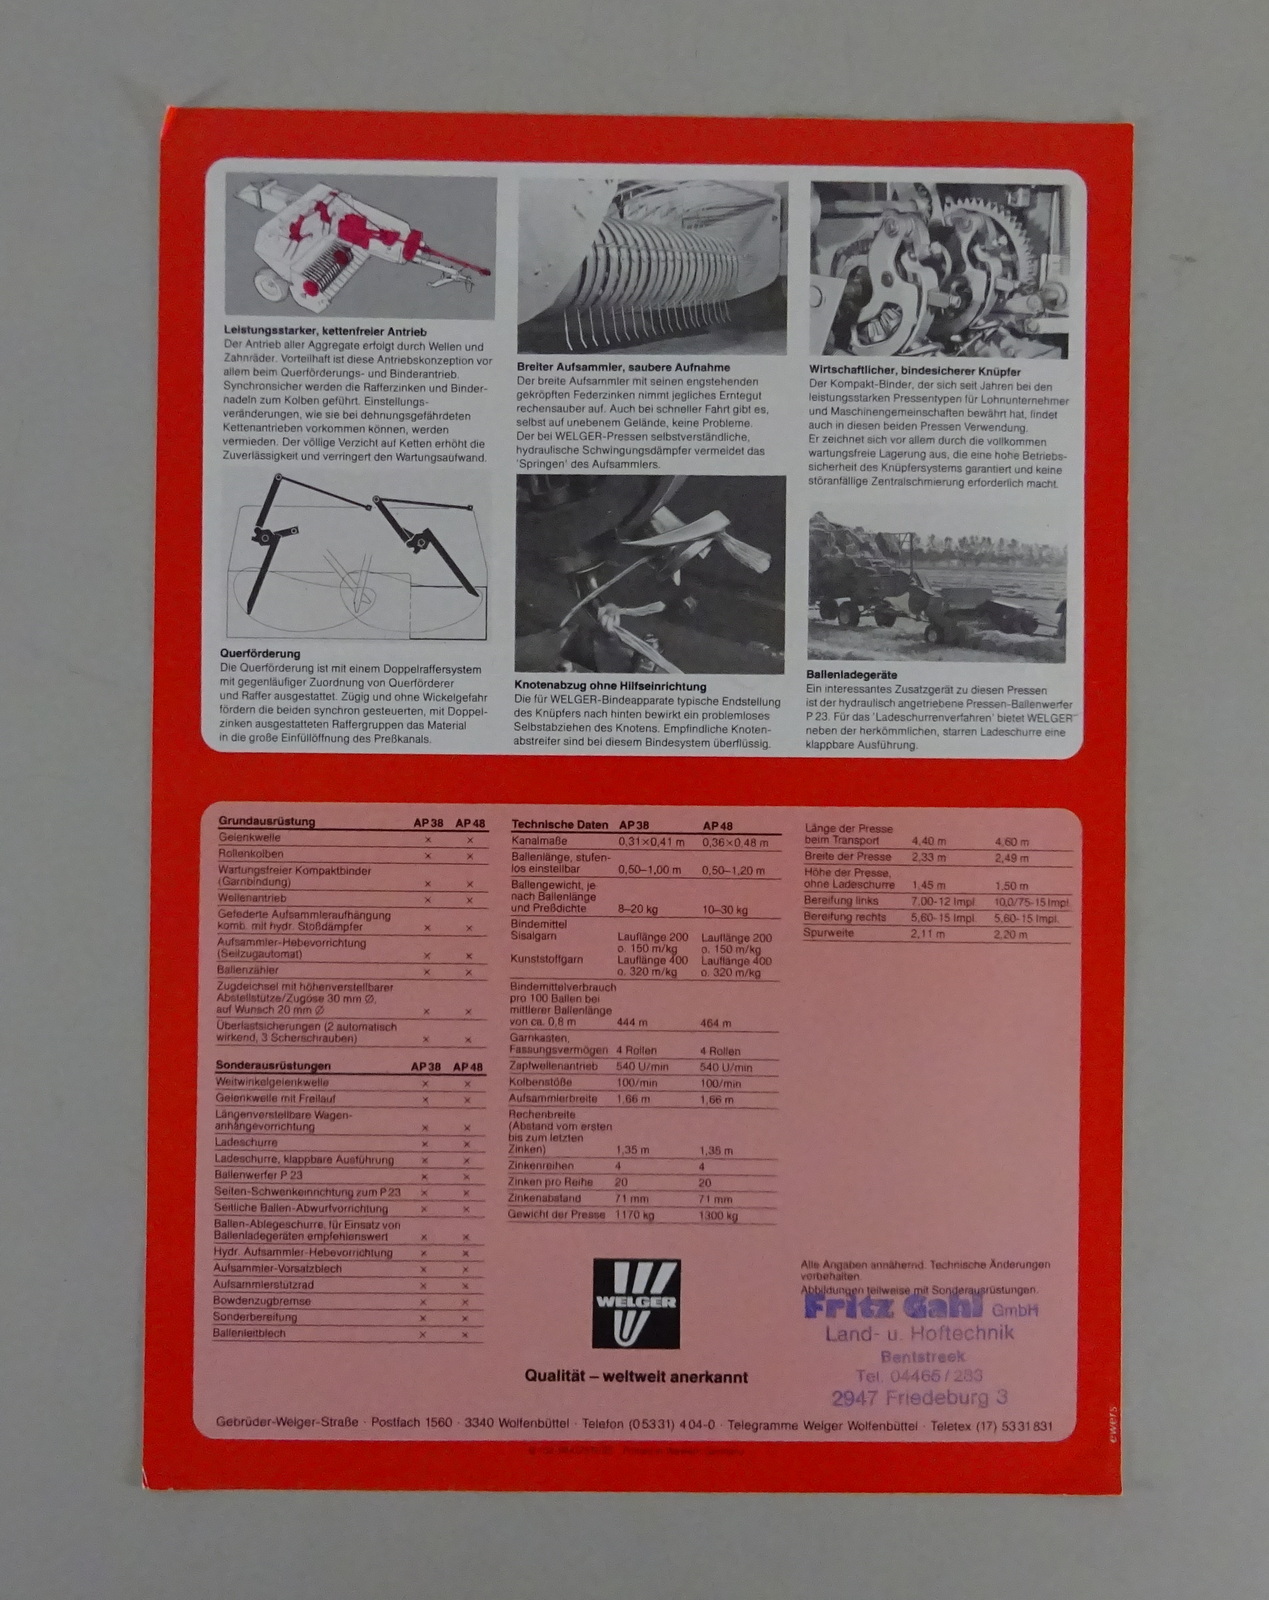 Leistungsstarker, kettenfreier Antrieb
Der Antrieb aller Aggregate erfolgt durch Wellen und
Zahnräder. Vorteilhaft ist diese Antriebskonzeption vor
allem beim Querförderungs- und Binderantrieb.
Synchronsicher werden die Rafferzinken und Binder-
nadeln zum Kolben geführt. Einstellungs-
veränderungen, wie sie bei dehnungsgefährdeten
Kettenantrieben vorkommen können, werden
vermieden. Der völlige Verzicht auf Ketten erhöht die
Zuverlässigkeit und verringert den Wartungsaufwand.
Querförderung
Die Querförderung ist mit einem Doppelraffersystem
mit gegenläufiger Zuordnung von Querförderer
und Raffer ausgestattet. Zügig und ohne Wickelgefahr
fördern die beiden synchron gesteuerten, mit Doppel-
zinken ausgestatteten Raffergruppen das Material
in die große Einfüllöffnung des Preßkanals.
Breiter Aufsammler, saubere Aufnahme
Der breite Aufsammler mit seinen engstehenden
gekröpften Federzinken nimmt jegliches Erntegut
rechensauber auf. Auch bei schneller Fahrt gibt es,
selbst auf unebenem Gelände, keine Probleme.
Der bei WELGER-Pressen selbstverständliche,
hydraulische Schwingungsdämpfer vermeidet das
'Springen' des Aufsammlers.
Knotenabzug ohne Hilfseinrichtung
Die für WELGER-Bindeapparate typische Endstellung
des Knüpfers nach hinten bewirkt ein problemloses
Selbstabziehen des Knotens. Empfindliche Knoten-
abstreifer sind bei diesem Bindesystem überflüssig.
Wirtschaftlicher, bindesicherer Knüpfer
Der Kompakt-Binder, der sich seit Jahren bei den
leistungsstarken Pressentypen für Lohnunternehmer
und Maschinengemeinschaften bewährt hat, findet
auch in diesen beiden Pressen Verwendung.
Er zeichnet sich vor allem durch die vollkommen
wartungsfreie Lagerung aus, die eine hohe Betriebs-
sicherheit des Knüpfersystems garantiert und keine
störanfällige Zentralschmierung erforderlich macht.
Ballenladegeräte
Ein interessantes Zusatzgerät zu diesen Pressen
ist der hydraulisch angetriebene Pressen-Ballenwerfer
P 23. Für das 'Ladeschurrenverfahren' bietet WELGER
neben der herkömmlichen, starren Ladeschurre eine
klappbare Ausführung.
Grundausrüstung AP 38 AP 48
Gelenkwelle × ×
Rollenkolben × ×
Wartungsfreier Kompaktbinder
(Garnbindung) × ×
Wellenantrieb × ×
Gefederte Aufsammleraufhängung
komb. mit hydr. Stoßdämpfer × ×
Aufsammler-Hebevorrichtung
(Seilzugautomat) × ×
Ballenzähler × ×
Zugdeichsel mit höhenverstellbarer
Abstellstütze/Zugöse 30 mm Ø,
auf Wunsch 20 mm Ø × ×
Überlastsicherungen (2 automatisch
wirkend, 3 Scherschrauben) × ×
Sonderausrüstungen AP 38 AP 48
Weitwinkelgelenkwelle × ×
Gelenkwelle mit Freilauf × ×
Längenverstellbare Wagen-
anhängevorrichtung × ×
Ladeschurre × ×
Ladeschurre, klappbare Ausführung × ×
Ballenwerfer P 23 × ×
Seiten-Schwenkeinrichtung zum P 23 × ×
Seitliche Ballen-Abwurfvorrichtung × ×
Ballen-Ablegeschurre, für Einsatz von
Ballenladegeräten empfehlenswert × ×
Hydr. Aufsammler-Hebevorrichtung × ×
Aufsammler-Vorsatzblech × ×
Aufsammlerstützrad × ×
Bowdenzugbremse × ×
Sonderbereifung × ×
Ballenleitblech × ×
Technische Daten AP 38 AP 48
Kanalmaße 0,31×0,41 m 0,36×0,48 m
Ballenlänge, stufen-
los einstellbar 0,50–1,00 m 0,50–1,20 m
Ballengewicht, je
nach Ballenlänge
und Preßdichte 8–20 kg 10–30 kg
Bindemittel
Sisalgarn Lauflänge 200 Lauflänge 200
o. 150 m/kg o. 150 m/kg
Kunststoffgarn Lauflänge 400 Lauflänge 400
o. 320 m/kg o. 320 m/kg
Bindemittelverbrauch
pro 100 Ballen bei
mittlerer Ballenlänge
von ca. 0,8 m 444 m 464 m
Garnkasten,
Fassungsvermögen 4 Rollen 4 Rollen
Zapfwellenantrieb 540 U/min 540 U/min
Kolbenstöße 100/min 100/min
Aufsammlerbreite 1,66 m 1,66 m
Rechenbreite
(Abstand vom ersten
bis zum letzten
Zinken) 1,35 m 1,35 m
Zinkenreihen 4 4
Zinken pro Reihe 20 20
Zinkenabstand 71 mm 71 mm
Gewicht der Presse 1170 kg 1300 kg
Länge der Presse
beim Transport 4,40 m 4,60 m
Breite der Presse 2,33 m 2,49 m
Höhe der Presse,
ohne Ladeschurre 1,45 m 1,50 m
Bereifung links 7,00-12 Impl 10,0/75-15 Impl.
Bereifung rechts 5,60-15 Impl. 5,60-15 Impl.
Spurweite 2,11 m 2,20 m
WELGER
Qualität – weltweit anerkannt
Alle Angaben annähernd. Technische Änderungen
vorbehalten.
Abbildungen teilweise mit Sonderausrüstungen.
Fritz Gahl GmbH
Land- u. Hoftechnik
Bentstreek
Tel. 04465 / 283
2947 Friedeburg 3
Gebrüder-Welger-Straße · Postfach 1560 · 3340 Wolfenbüttel · Telefon (0 53 31) 4 04-0 · Telegramme Welger Wolfenbüttel · Teletex (17) 53 31 831
ewers